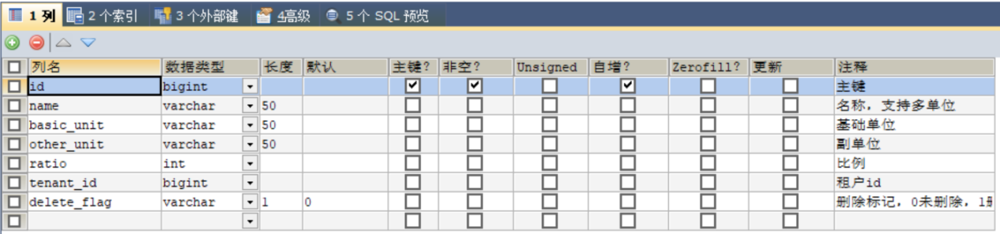 1 列 2 个索引 3 个外部键 4高级 5 个 SQL 预览
列名 数据类型 长度 默认 主键? 非空? Unsigned 自增? Zerofill? 更新 注释
id bigint 主键
name varchar 50 名称，支持多单位
basic_unit varchar 50 基础单位
other_unit varchar 50 副单位
ratio int 比例
tenant_id bigint 租户id
delete_flag varchar 1 0 删除标记，0未删除，1